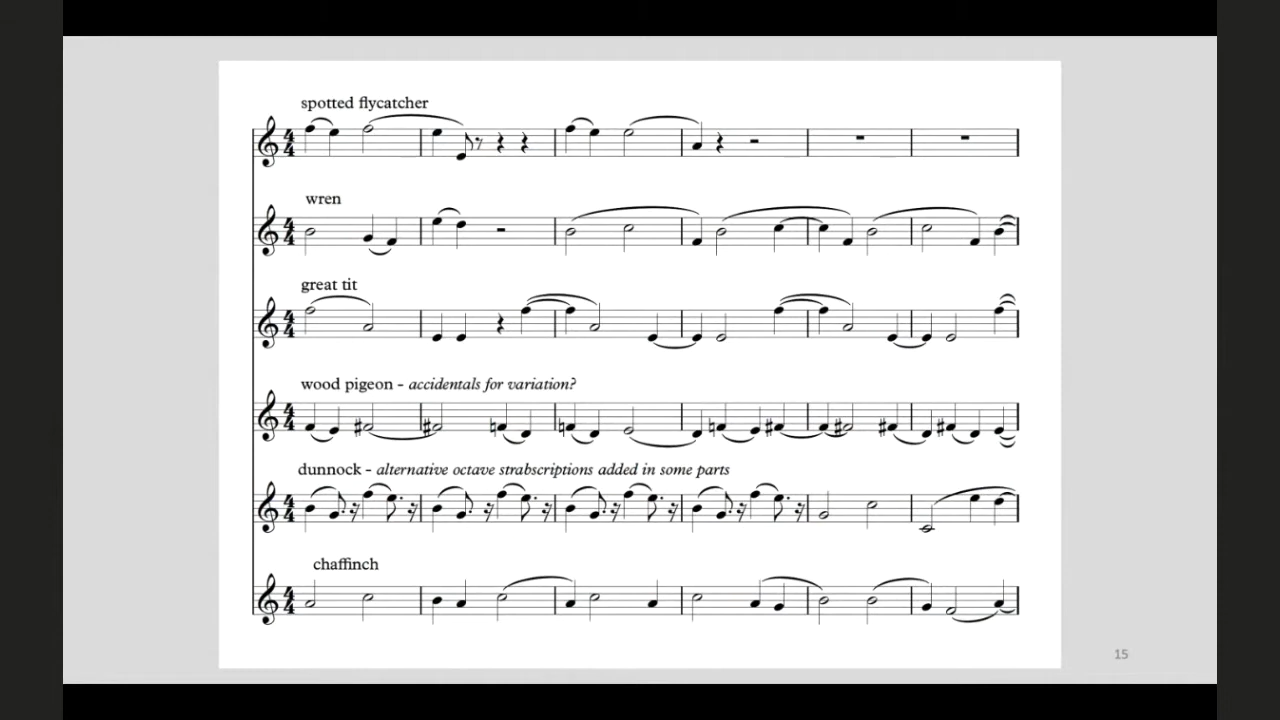 spotted flycatcher
wren
great tit
wood pigeon - accidentals for variation?
dunnock - alternative octave strabscriptions added in some parts
chaffinch
15